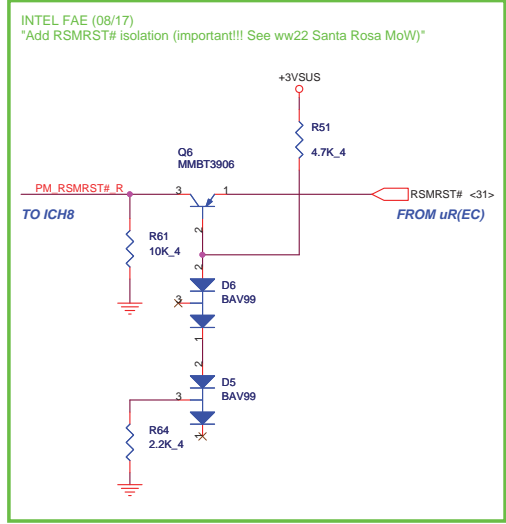 INTEL FAE (08/17)
"Add RSMRST# isolation (important!!! See ww22 Santa Rosa MoW)"
+3VSUS
R51
4.7K_4
Q6
MMBT3906
PM_RSMRST#_R
3
1
RSMRST# <31>
TO ICH8
FROM uR(EC)
2
R61
10K_4
2
D6
BAV99
3
1
2
D5
BAV99
3
R64
2.2K_4
1